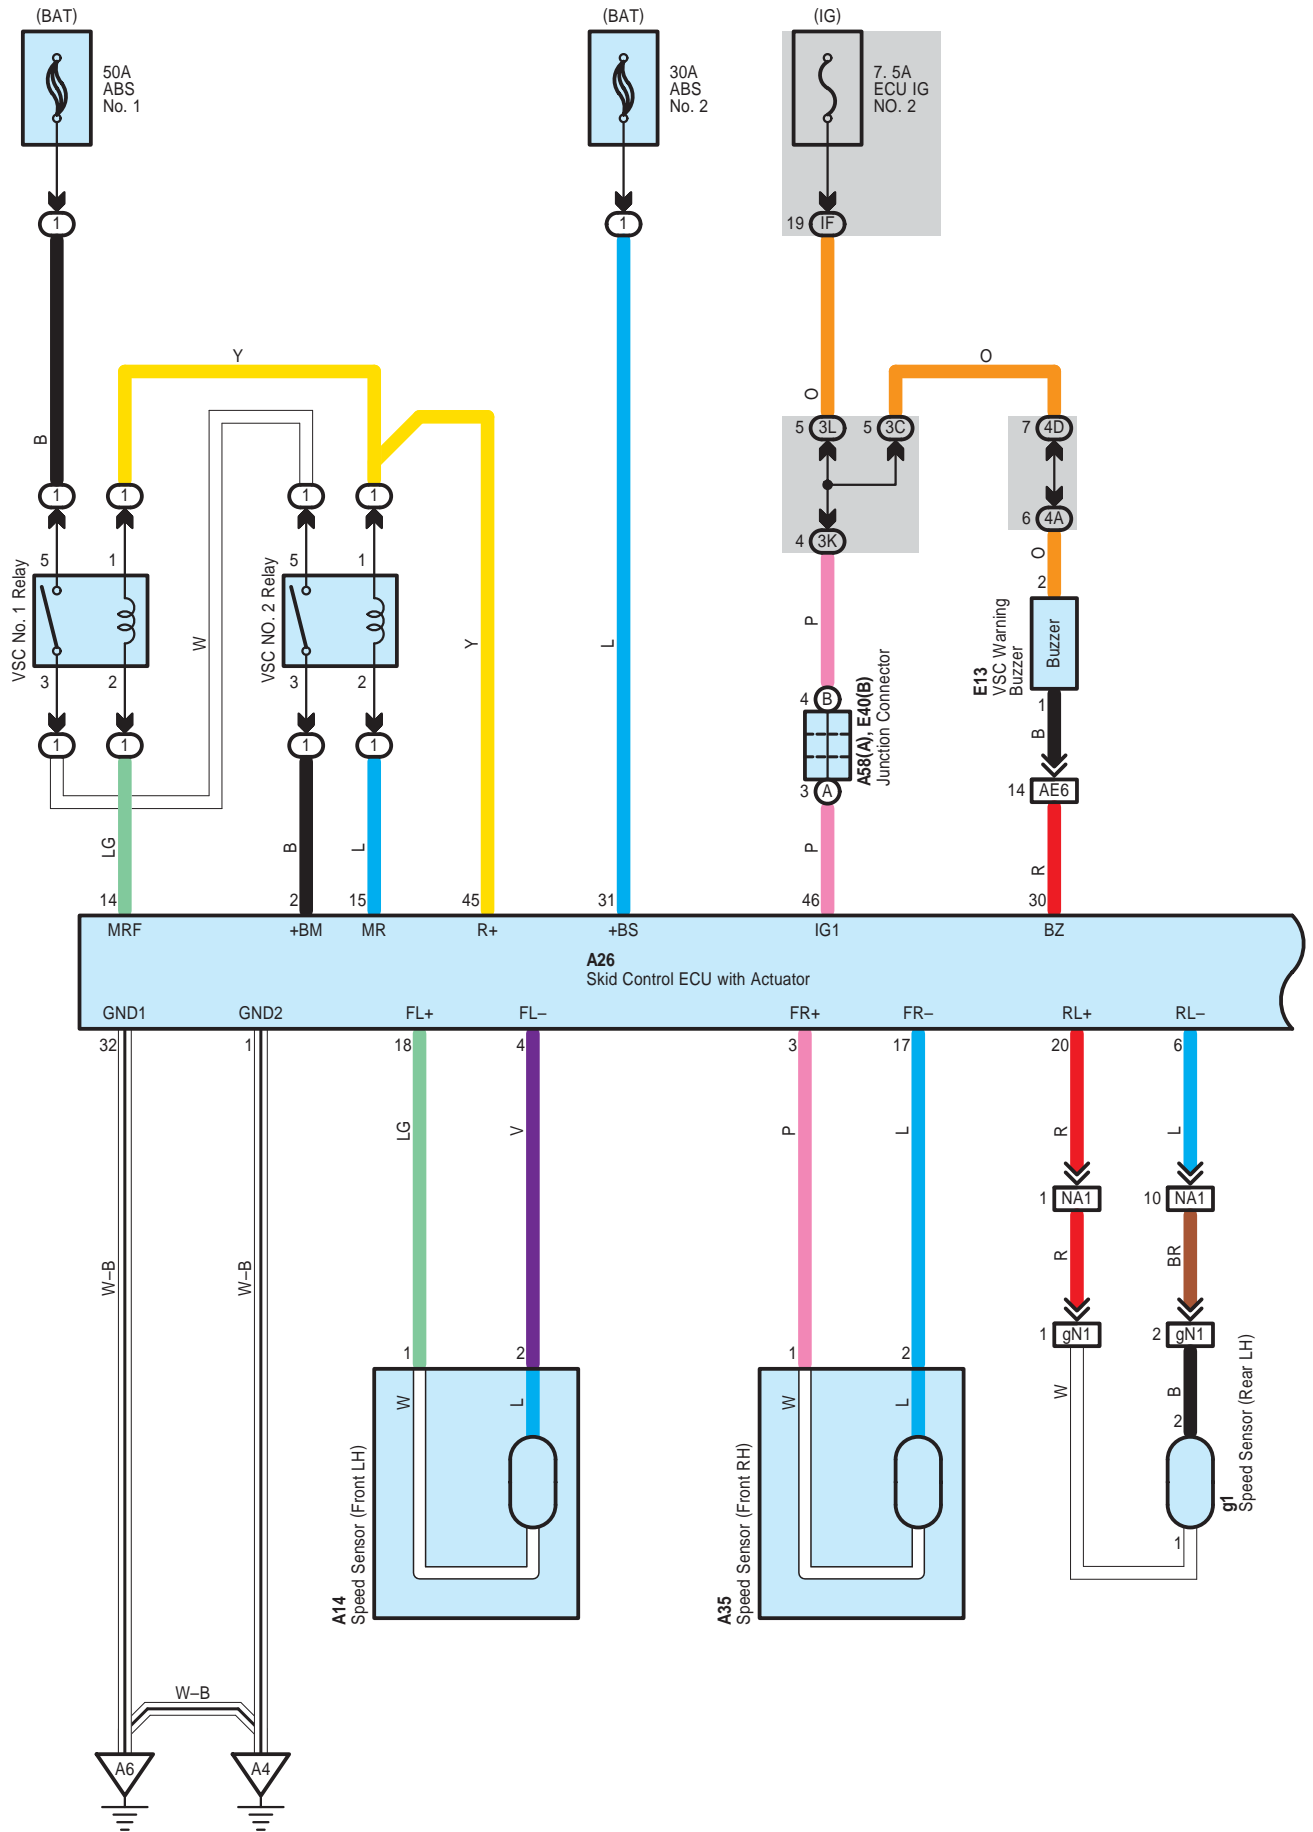 (BAT)
(BAT)
(IG)
50A
ABS
No. 1
30A
ABS
No. 2
7. 5A
ECU IG
NO. 2
1
1
19
IF
Y
O
B
O
5
3L
5
3C
7
4D
1
1
1
1
6
4A
4
3K
O
5
1
5
1
2
VSC No. 1 Relay
VSC NO. 2 Relay
W
Y
L
P
Buzzer
E13
VSC Warning
Buzzer
3
2
3
2
1
4
B
A58(A), E40(B)
Junction Connector
B
1
1
1
1
3
A
14
AE6
LG
B
L
P
R
14
2
15
45
31
46
30
MRF
+BM
MR
R+
+BS
IG1
BZ
A26
Skid Control ECU with Actuator
GND1
GND2
FL+
FL–
FR+
FR–
RL+
RL–
32
1
18
4
3
17
20
6
LG
V
P
L
R
L
1
NA1
10
NA1
W–B
W–B
R
BR
1
gN1
2
gN1
1
2
1
2
W
L
W
L
W
B
2
g1
Speed Sensor (Rear LH)
1
A14
Speed Sensor (Front LH)
A35
Speed Sensor (Front RH)
W–B
A6
A4